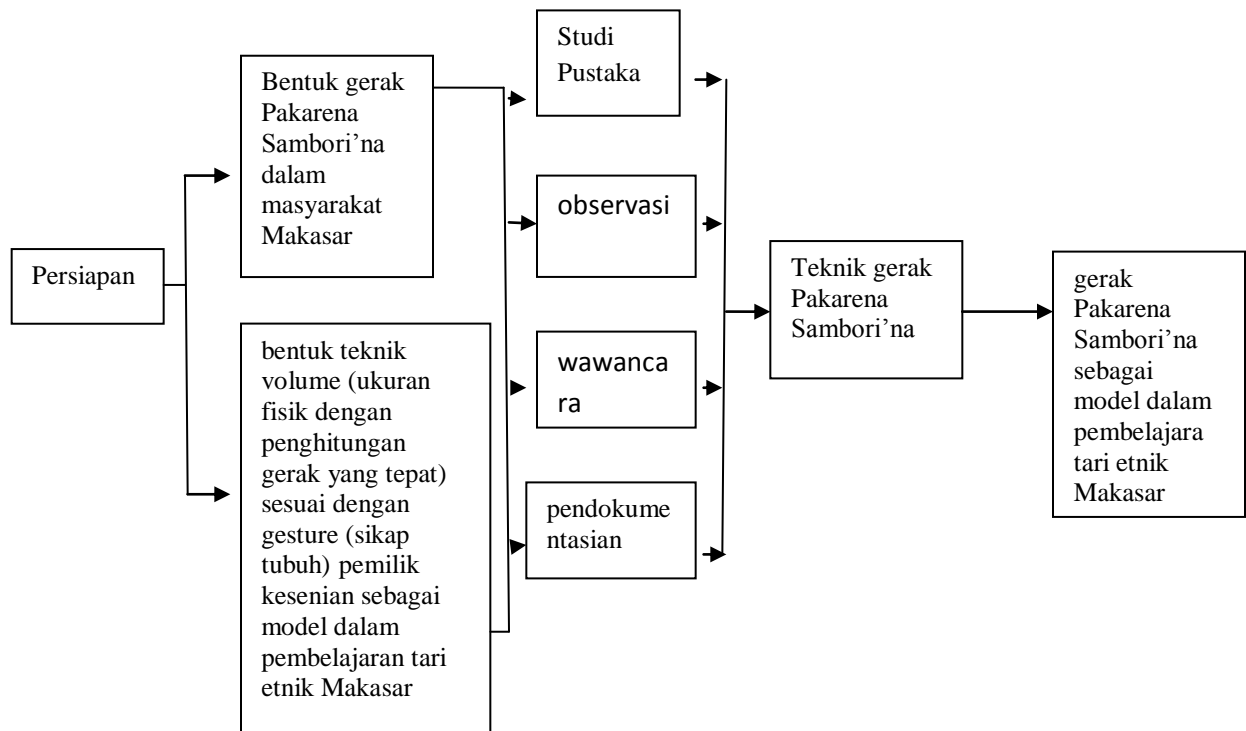 Persiapan
Bentuk gerak
Pakarena
Sambori’na
dalam
masyarakat
Makasar
bentuk teknik
volume (ukuran
fisik dengan
penghitungan
gerak yang tepat)
sesuai dengan
gesture (sikap
tubuh) pemilik
kesenian sebagai
model dalam
pembelajaran tari
etnik Makasar
Studi
Pustaka
observasi
wawanca
ra
pendokume
ntasian
Teknik gerak
Pakarena
Sambori’na
gerak
Pakarena
Sambori’na
sebagai
model dalam
pembelajara
tari etnik
Makasar